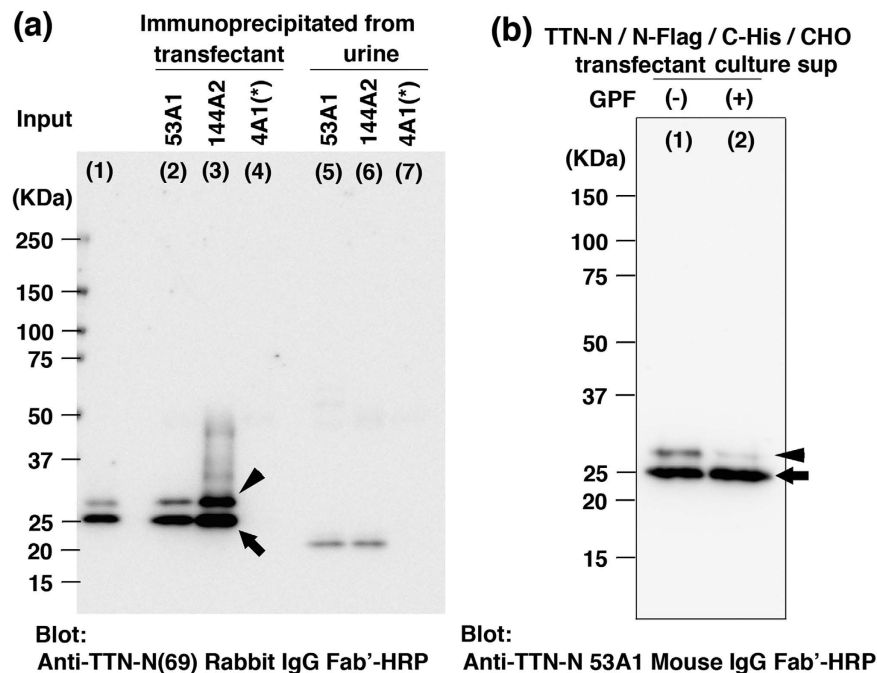 (a)
Immunoprecipitated from
transfectant
urine
Input
53A1
144A2
4A1(*)
53A1
144A2
4A1(*)
(1) (2) (3) (4) (5) (6) (7)
(KDa)
250
150
100
75
50
37
25
20
15
Blot:
Anti-TTN-N(69) Rabbit IgG Fab'-HRP
(b)
TTN-N / N-Flag / C-His / CHO
transfectant culture sup
GPF (-) (+)
(KDa)
(1) (2)
150
100
75
50
37
25
20
15
Blot:
Anti-TTN-N 53A1 Mouse IgG Fab'-HRP